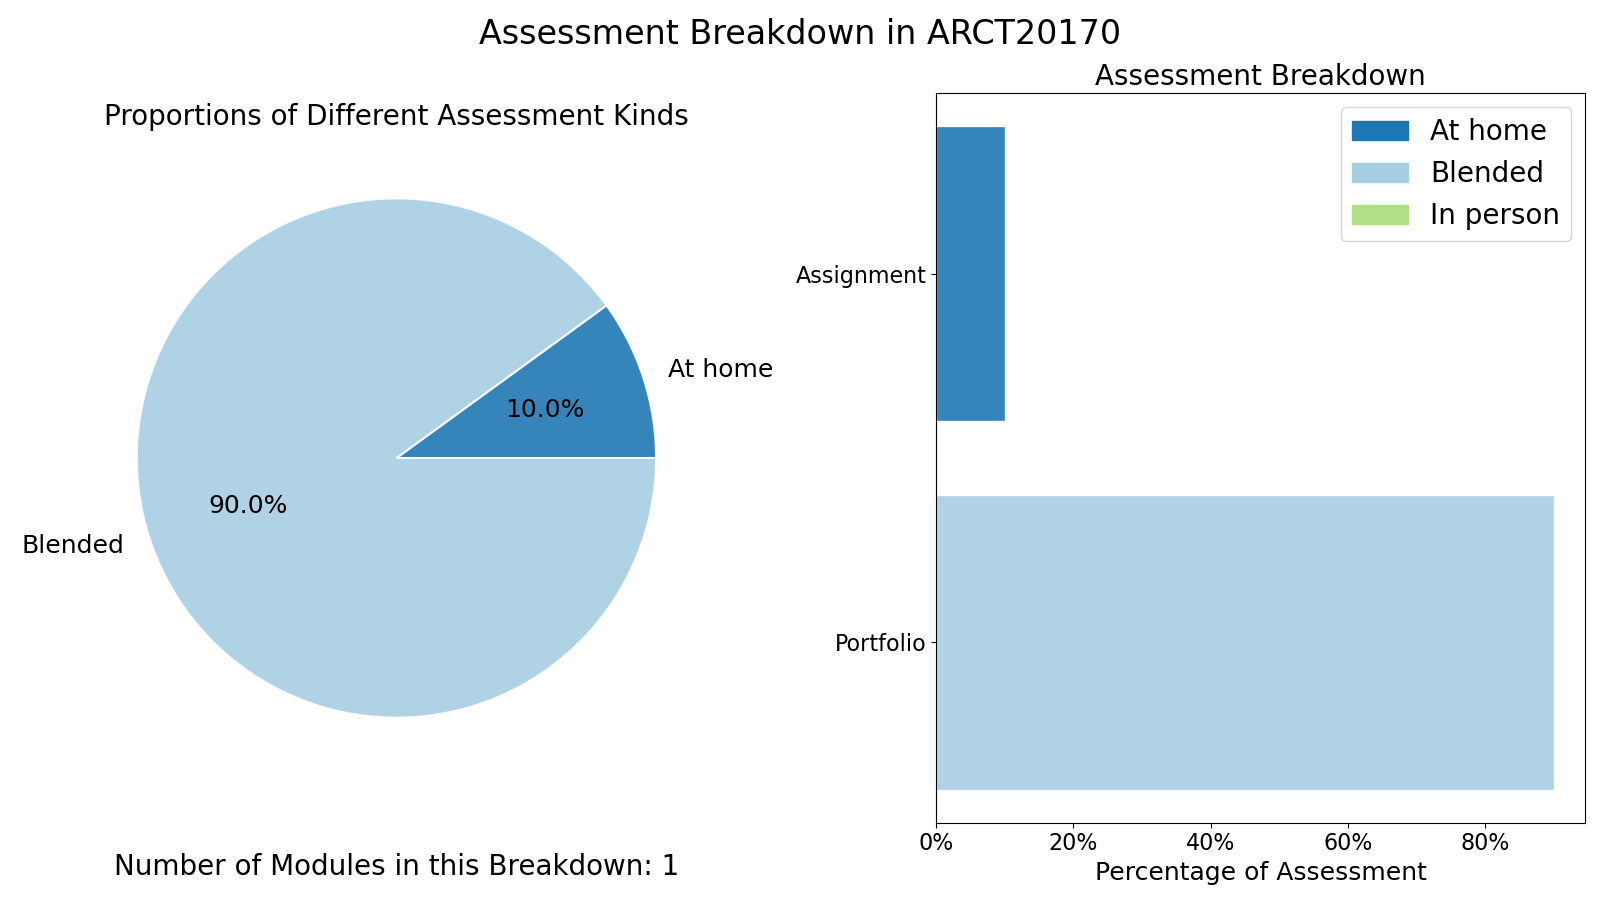 Assessment Breakdown in ARCT20170
Proportions of Different Assessment Kinds
At home
10.0%
90.0%
Blended
Number of Modules in this Breakdown: 1
Assessment Breakdown
At home
Blended
In person
Assignment
Portfolio
0% 20% 40% 60% 80%
Percentage of Assessment